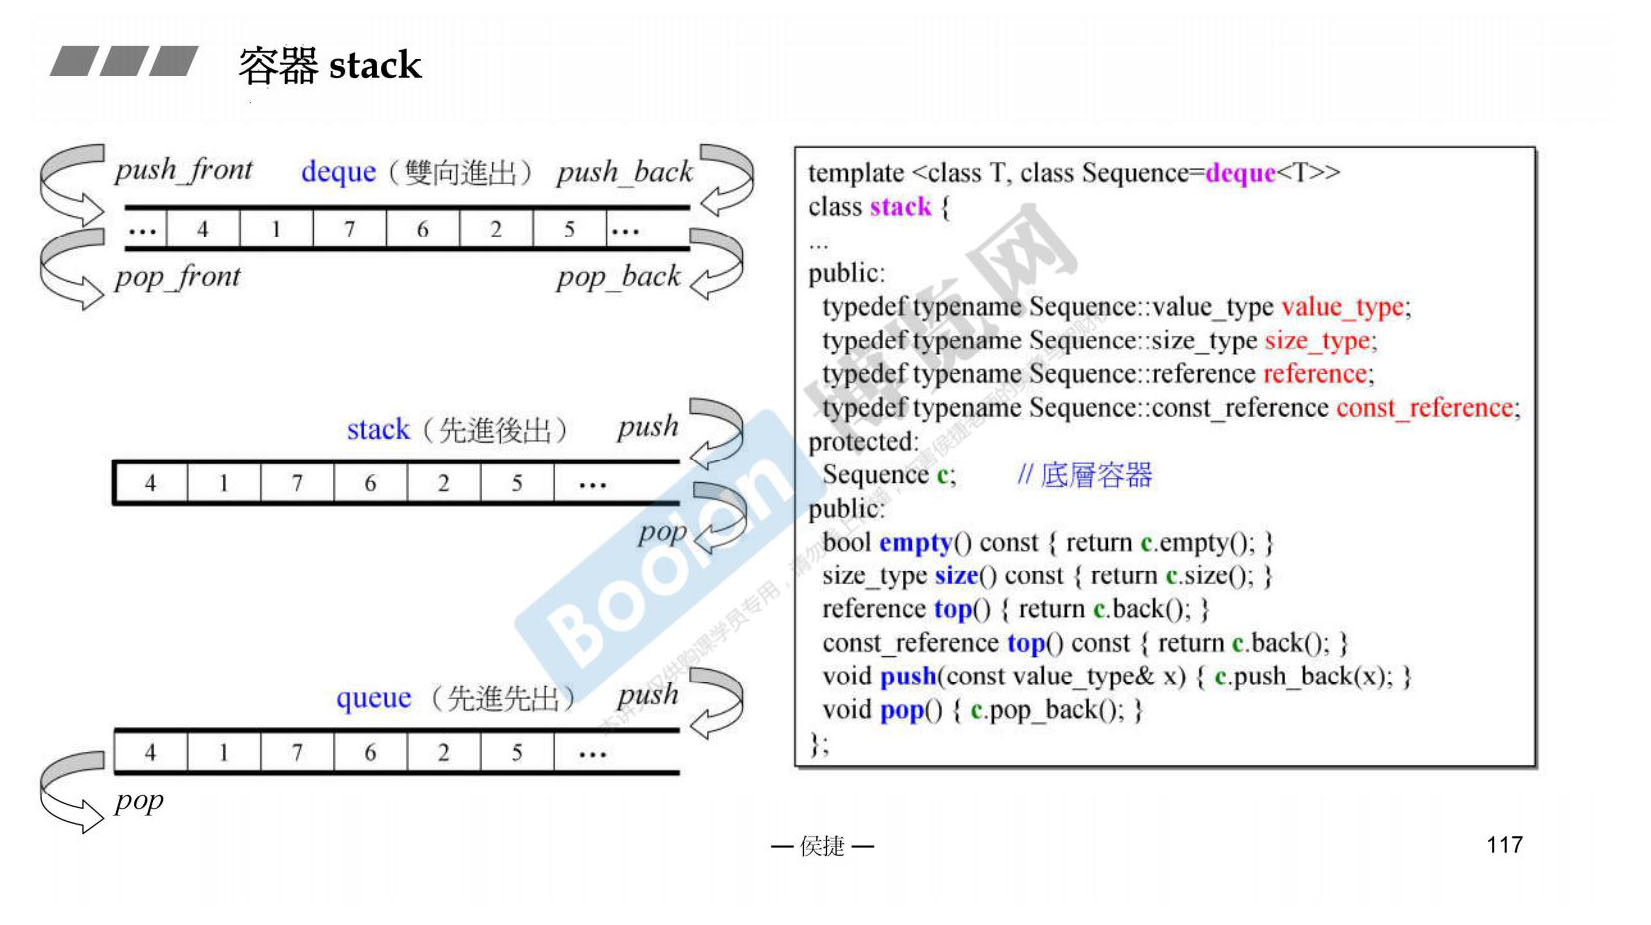 容器 stack
push_front deque（雙向進出） push_back
... 4 1 7 6 2 5 ...
pop_front pop_back
stack（先進後出） push
4 1 7 6 2 5 ...
pop
queue （先進先出） push
4 1 7 6 2 5 ...
pop
template <class T, class Sequence=deque<T>>
class stack {
...
public:
typedef typename Sequence::value_type value_type;
typedef typename Sequence::size_type size_type;
typedef typename Sequence::reference reference;
typedef typename Sequence::const_reference const_reference;
protected:
Sequence c; // 底層容器
public:
bool empty() const { return c.empty(); }
size_type size() const { return c.size(); }
reference top() { return c.back(); }
const_reference top() const { return c.back(); }
void push(const value_type& x) { c.push_back(x); }
void pop() { c.pop_back(); }
};
Boolan 博览网
— 侯捷 —
117